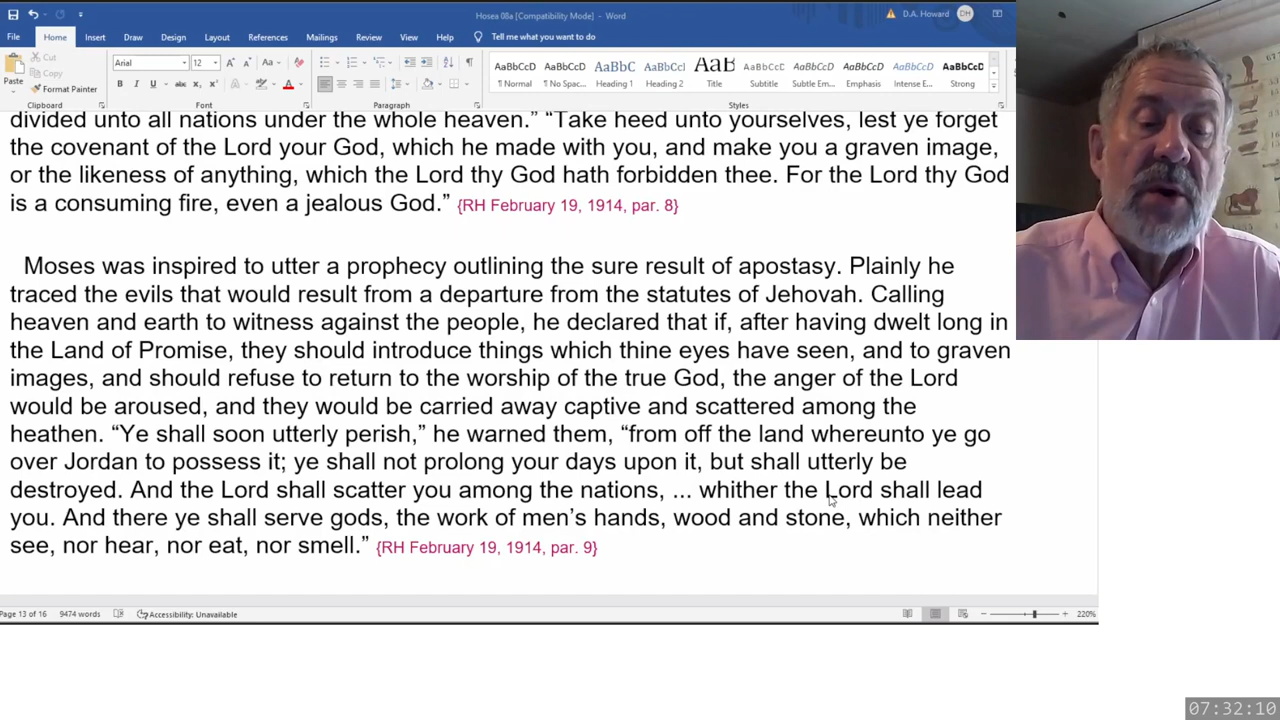 Hosea 08a [Compatibility Mode] - Word
D.A. Howard
DH
File Home Insert Draw Design Layout References Mailings Review View Help Tell me what you want to do
Paste
Cut
Copy
Format Painter
Clipboard
Arial 12
Font
Paragraph
AaBbCcD AaBbCcD AaBbC AaBbCcI AaB AaBbCcD AaBbCcD AaBbCcD AaBbCcD AaBbCcD
¶ Normal ¶ No Spac... Heading 1 Heading 2 Title Subtitle Subtle Em... Emphasis Intense E... Strong
Styles
divided unto all nations under the whole heaven.” “Take heed unto yourselves, lest ye forget
the covenant of the Lord your God, which he made with you, and make you a graven image,
or the likeness of anything, which the Lord thy God hath forbidden thee. For the Lord thy God
is a consuming fire, even a jealous God.” {RH February 19, 1914, par. 8}
Moses was inspired to utter a prophecy outlining the sure result of apostasy. Plainly he
traced the evils that would result from a departure from the statutes of Jehovah. Calling
heaven and earth to witness against the people, he declared that if, after having dwelt long in
the Land of Promise, they should introduce things which thine eyes have seen, and to graven
images, and should refuse to return to the worship of the true God, the anger of the Lord
would be aroused, and they would be carried away captive and scattered among the
heathen. “Ye shall soon utterly perish,” he warned them, “from off the land whereunto ye go
over Jordan to possess it; ye shall not prolong your days upon it, but shall utterly be
destroyed. And the Lord shall scatter you among the nations, ... whither the Lord shall lead
you. And there ye shall serve gods, the work of men’s hands, wood and stone, which neither
see, nor hear, nor eat, nor smell.” {RH February 19, 1914, par. 9}
Page 13 of 16 9474 words Accessibility: Unavailable 220%
07:32:10